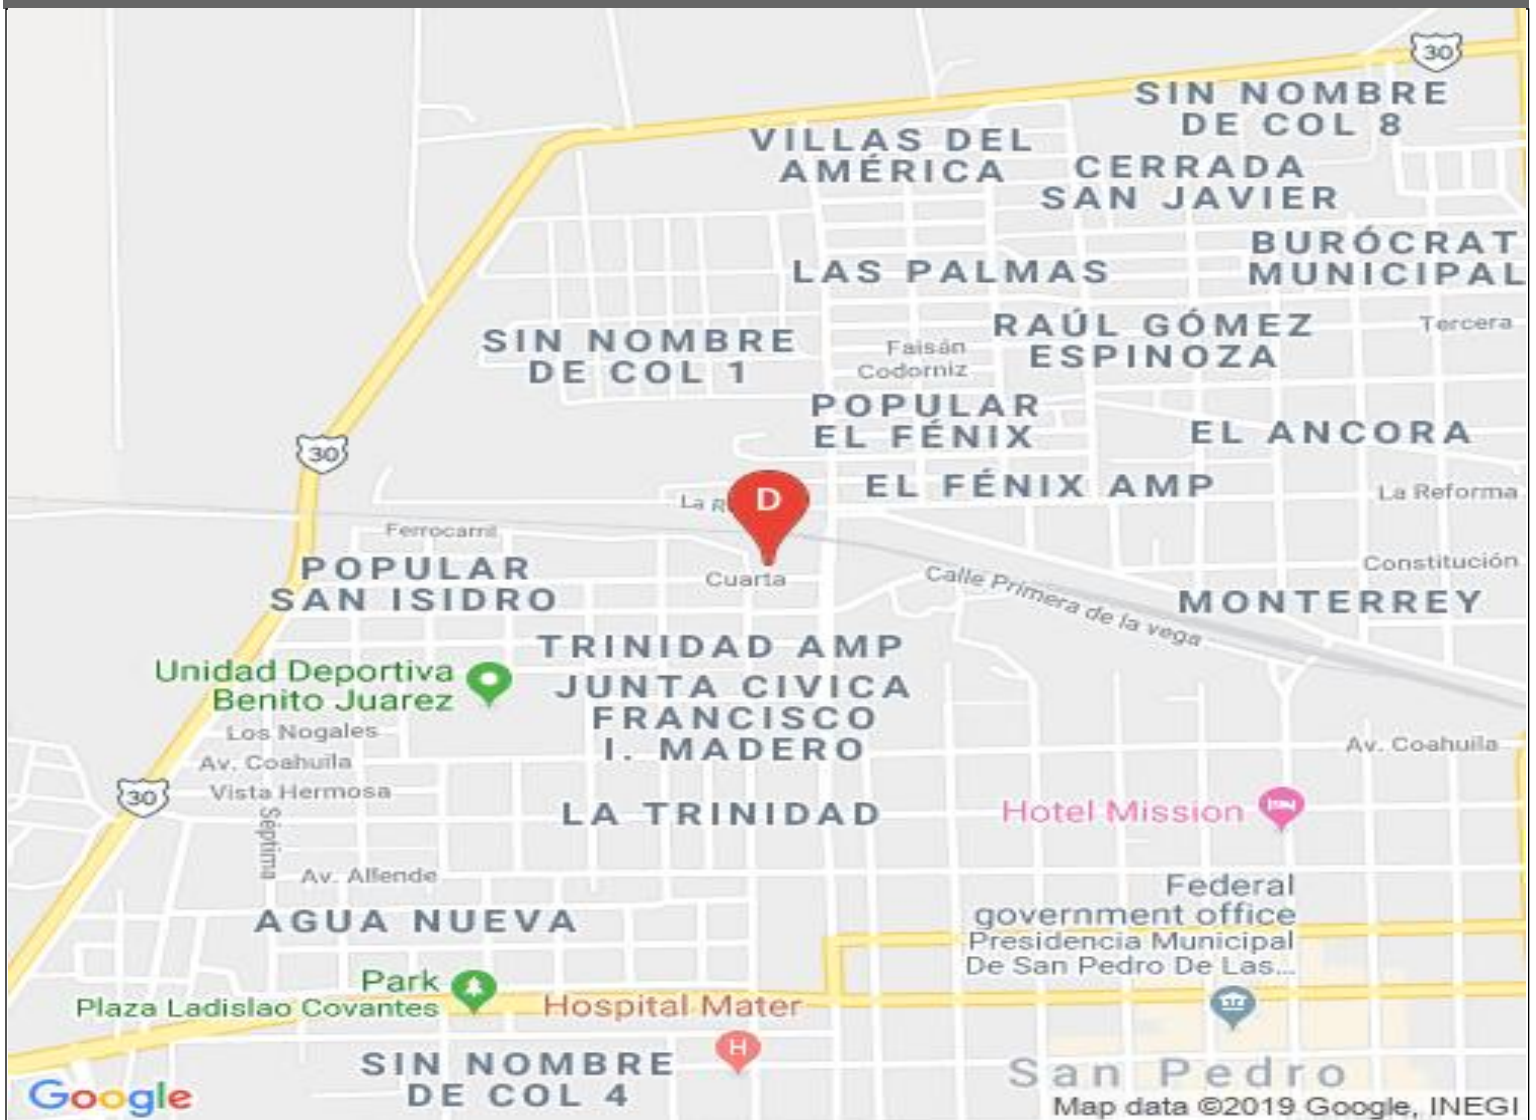 30
SIN NOMBRE
DE COL 8
VILLAS DEL
AMÉRICA
CERRADA
SAN JAVIER
BURÓCRAT
MUNICIPAL
LAS PALMAS
RAÚL GÓMEZ
ESPINOZA
Tercera
SIN NOMBRE
DE COL 1
Faisán
Codorniz
POPULAR
EL FÉNIX
EL ANCORA
30
EL FÉNIX AMP
La Reforma
La R
D
Ferrocarril
POPULAR
SAN ISIDRO
Cuarta
Calle Primera de la vega
Constitución
MONTERREY
TRINIDAD AMP
Unidad Deportiva
Benito Juarez
JUNTA CIVICA
FRANCISCO
I. MADERO
Los Nogales
Av. Coahuila
Av. Coahuila
Vista Hermosa
30
Séptima
LA TRINIDAD
Hotel Mission
Av. Allende
Federal
government office
Presidencia Municipal
De San Pedro De Las...
AGUA NUEVA
Park
Plaza Ladislao Covantes
Hospital Mater
H
SIN NOMBRE
DE COL 4
San Pedro
Google
Map data ©2019 Google, INEGI